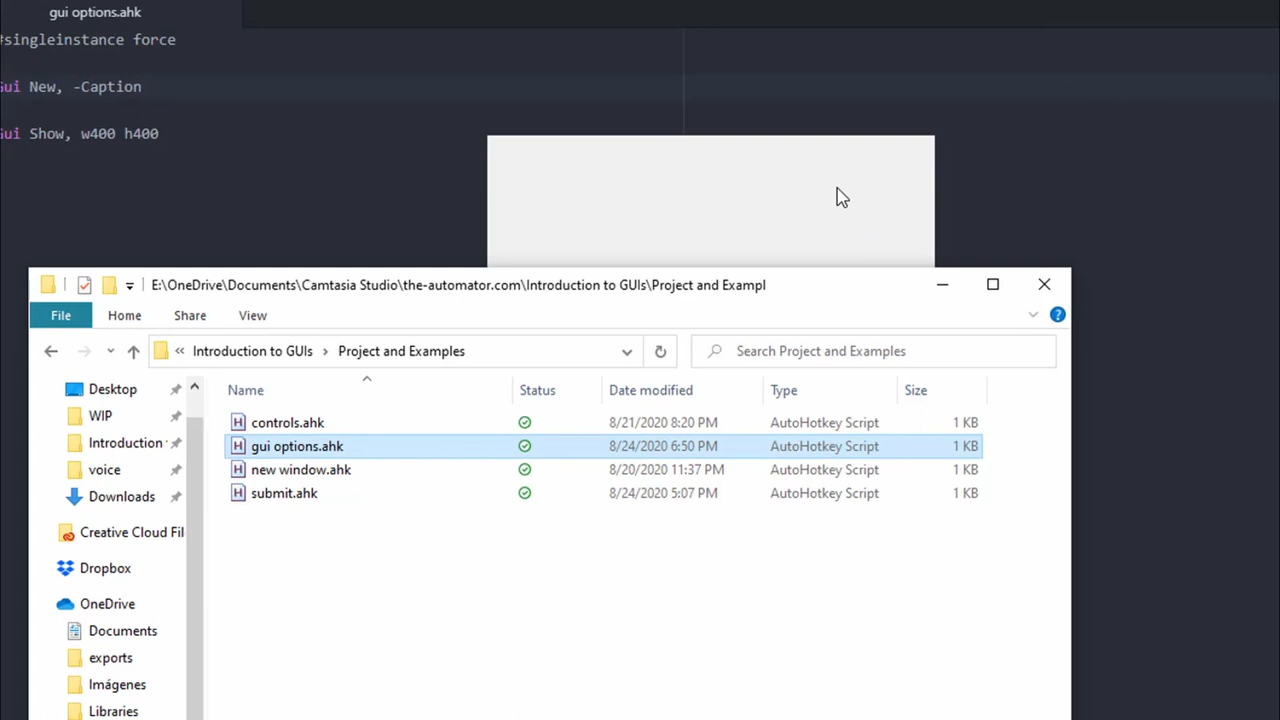 gui options.ahk
#singleinstance force
Gui New, -Caption
Gui Show, w400 h400
E:\OneDrive\Documents\Camtasia Studio\the-automator.com\Introduction to GUIs\Project and Exampl
File Home Share View
« Introduction to GUIs > Project and Examples
Search Project and Examples
Name Status Date modified Type Size
Desktop
WIP
Introduction
voice
Downloads
Creative Cloud Fil
Dropbox
OneDrive
Documents
exports
Imágenes
Libraries
controls.ahk 8/21/2020 8:20 PM AutoHotkey Script 1 KB
gui options.ahk 8/24/2020 6:50 PM AutoHotkey Script 1 KB
new window.ahk 8/20/2020 11:37 PM AutoHotkey Script 1 KB
submit.ahk 8/24/2020 5:07 PM AutoHotkey Script 1 KB